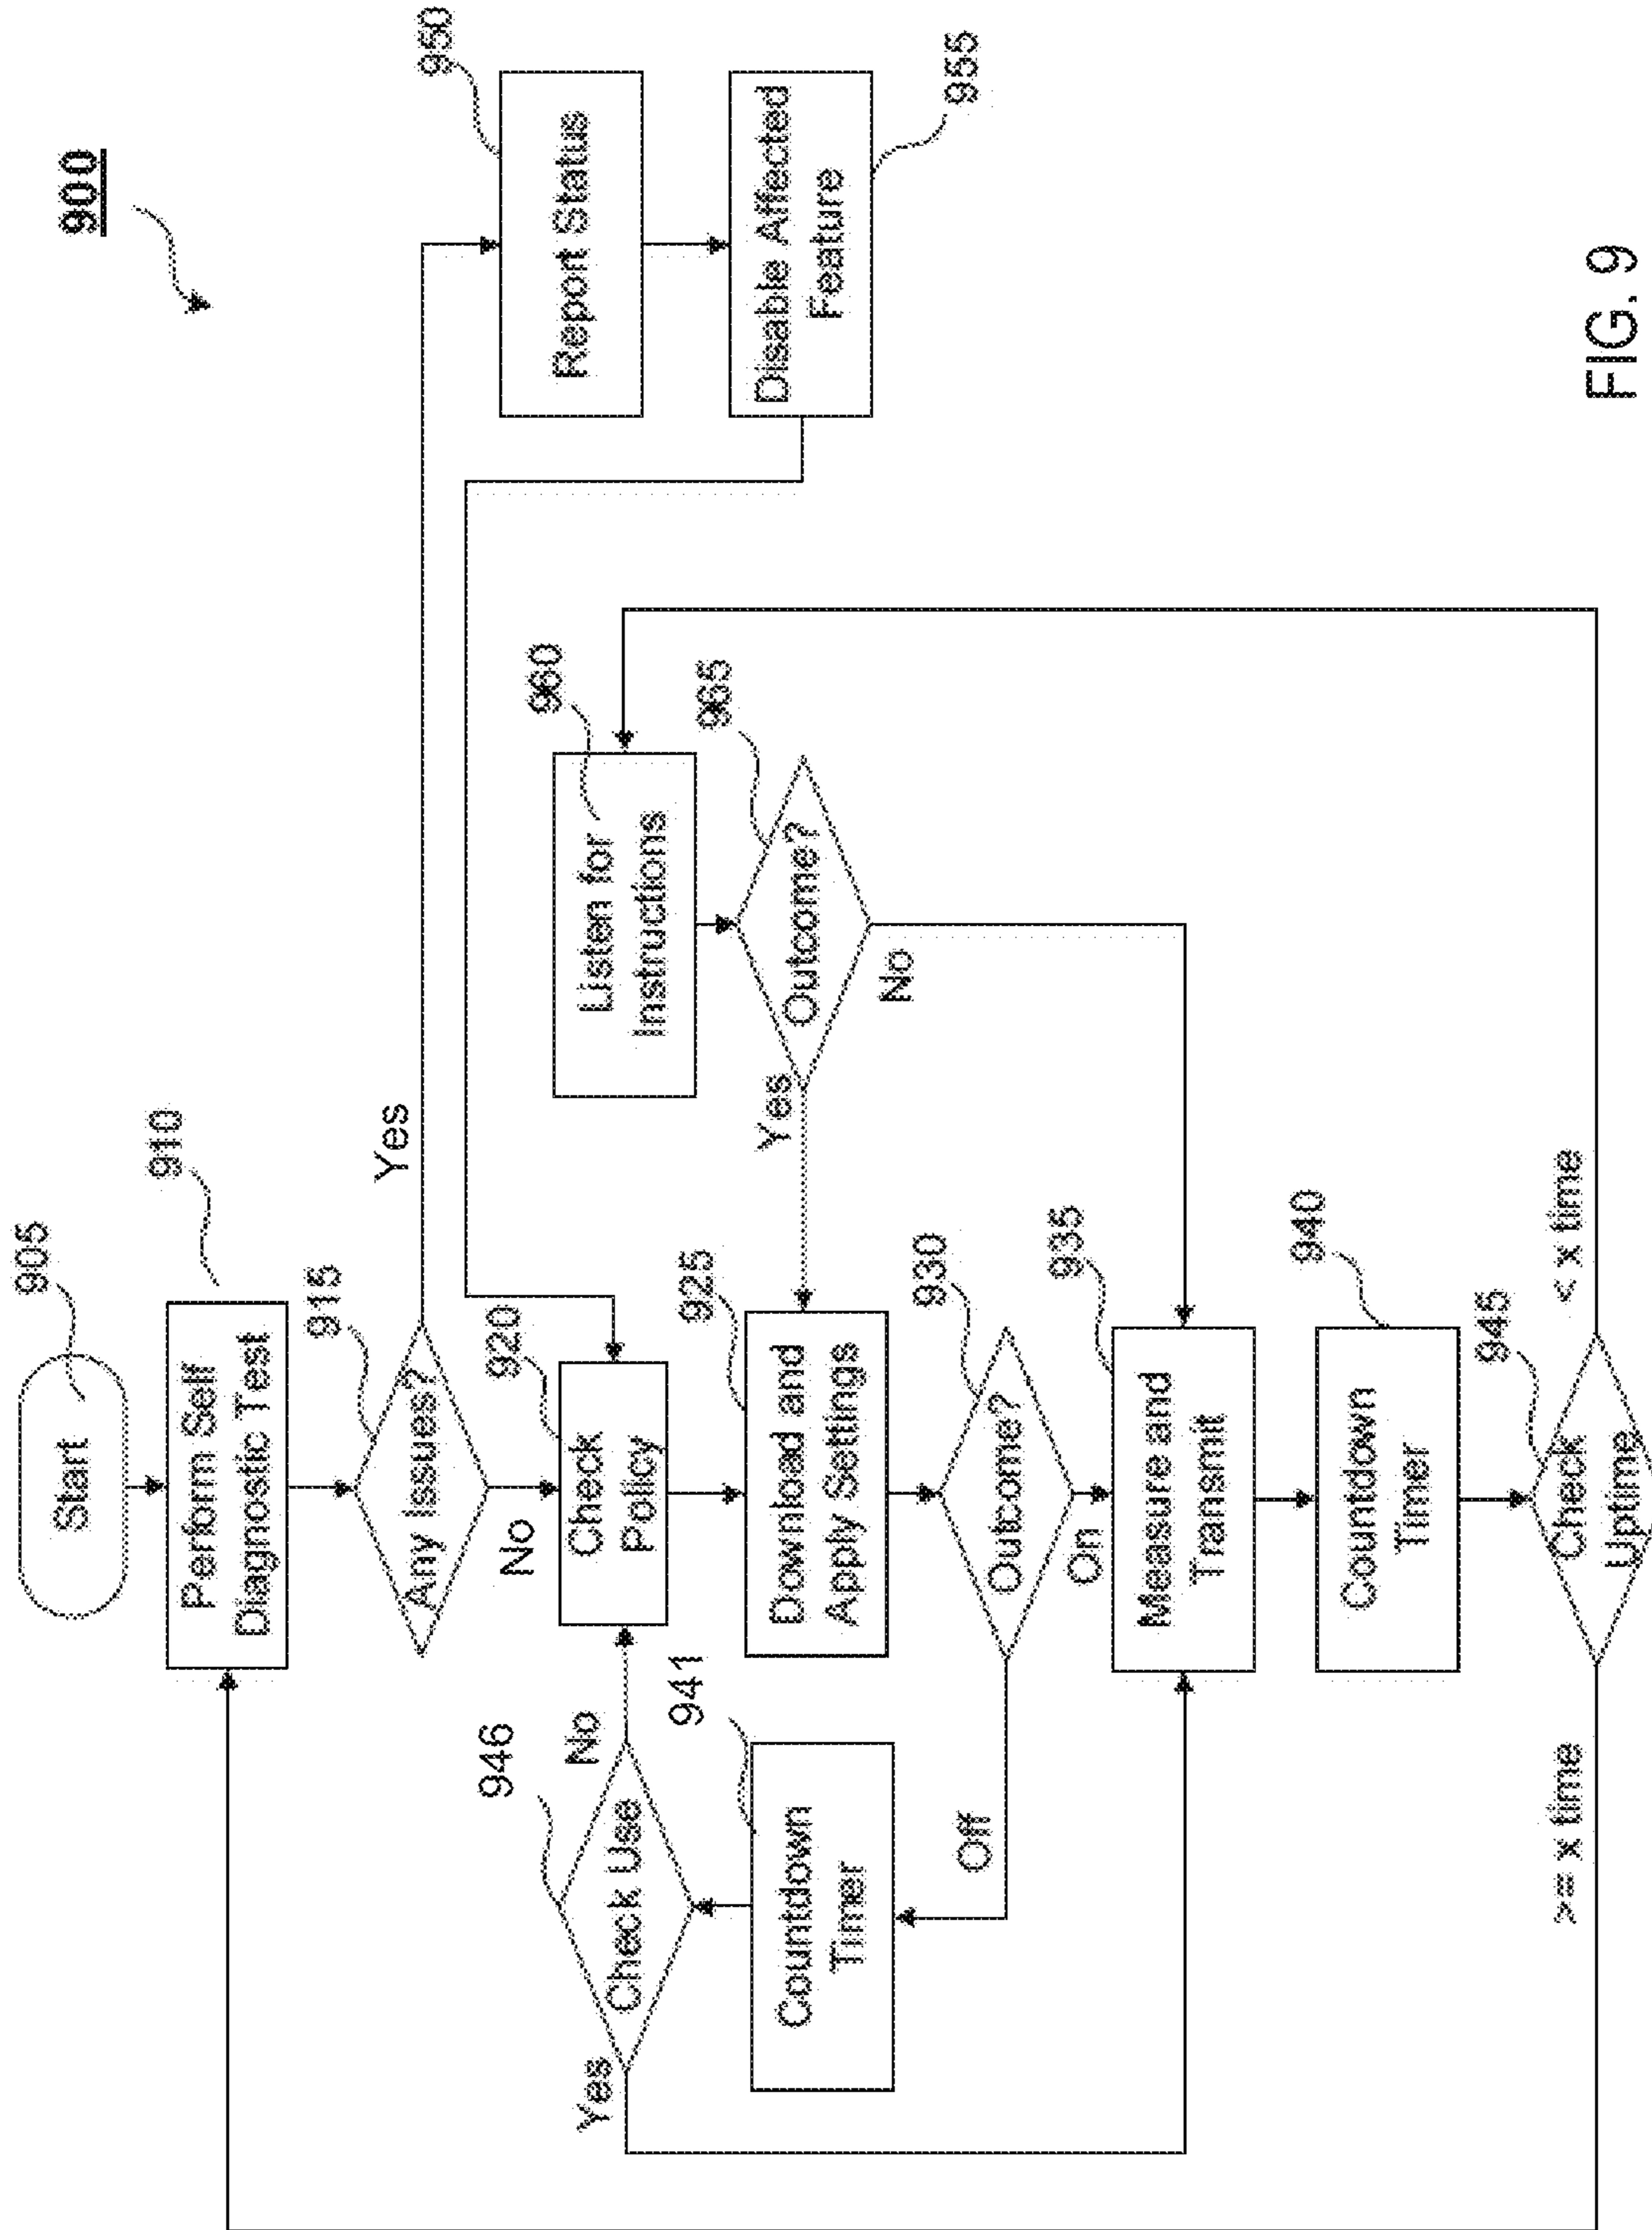 900
Start
905
Perform Self
Diagnostic Test
910
Any Issues?
915
Yes
No
Report Status
950
Disable Affected
Feature
955
Check
Policy
920
Listen for
Instructions
960
Outcome?
965
Yes
No
Download and
Apply Settings
925
Outcome?
930
Off
On
Countdown
Timer
941
Check Use
946
Yes
No
Measure and
Transmit
935
Countdown
Timer
940
Check
Uptime
945
>= x time
< x time
FIG. 9